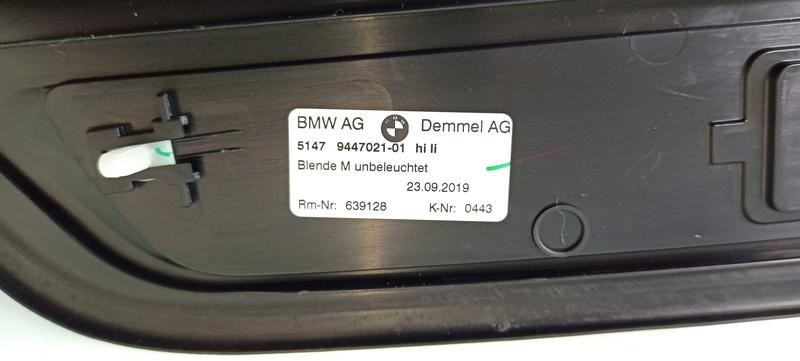 BMW AG Demmel AG
5147 9447021-01 hi li
Blende M unbeleuchtet
23.09.2019
Rm-Nr: 639128 K-Nr: 0443